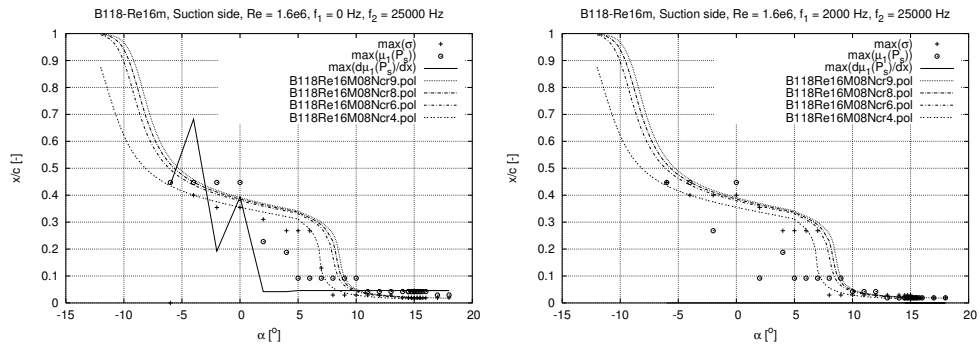 B118-Re16m, Suction side, Re = 1.6e6, f₁ = 0 Hz, f₂ = 25000 Hz
max(σ)
max(μ₁(Pₛ))
max(dμ₁(Pₛ)/dx)
B118Re16M08Ncr9.pol
B118Re16M08Ncr8.pol
B118Re16M08Ncr6.pol
B118Re16M08Ncr4.pol
x/c [-]
1
0.9
0.8
0.7
0.6
0.5
0.4
0.3
0.2
0.1
0
-15 -10 -5 0 5 10 15 20
α [°]
B118-Re16m, Suction side, Re = 1.6e6, f₁ = 2000 Hz, f₂ = 25000 Hz
max(σ)
max(μ₁(Pₛ))
max(dμ₁(Pₛ)/dx)
B118Re16M08Ncr9.pol
B118Re16M08Ncr8.pol
B118Re16M08Ncr6.pol
B118Re16M08Ncr4.pol
x/c [-]
1
0.9
0.8
0.7
0.6
0.5
0.4
0.3
0.2
0.1
0
-15 -10 -5 0 5 10 15 20
α [°]